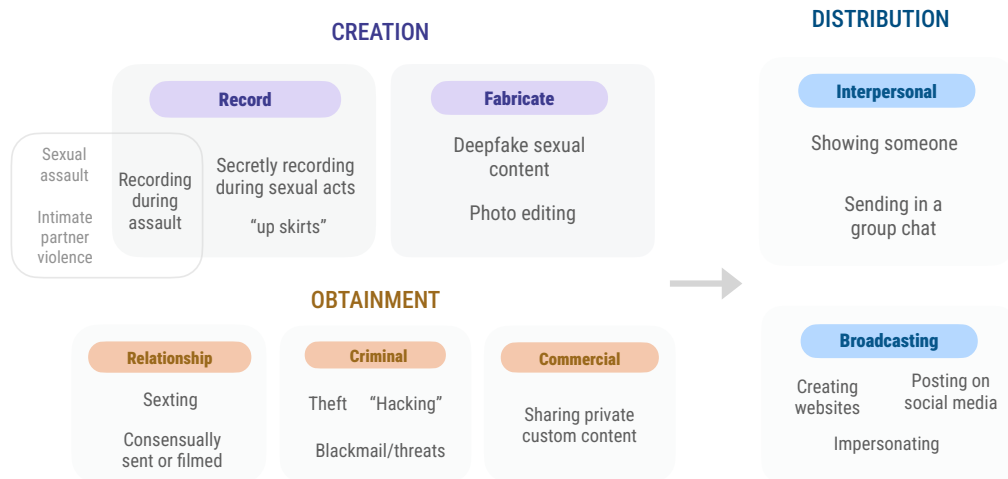 CREATION
Record
Sexual
assault
Intimate
partner
violence
Recording
during
assault
Secretly recording
during sexual acts
“up skirts”
Fabricate
Deepfake sexual
content
Photo editing
OBTAINMENT
Relationship
Sexting
Consensually
sent or filmed
Criminal
Theft “Hacking”
Blackmail/threats
Commercial
Sharing private
custom content
DISTRIBUTION
Interpersonal
Showing someone
Sending in a
group chat
Broadcasting
Creating
websites
Posting on
social media
Impersonating